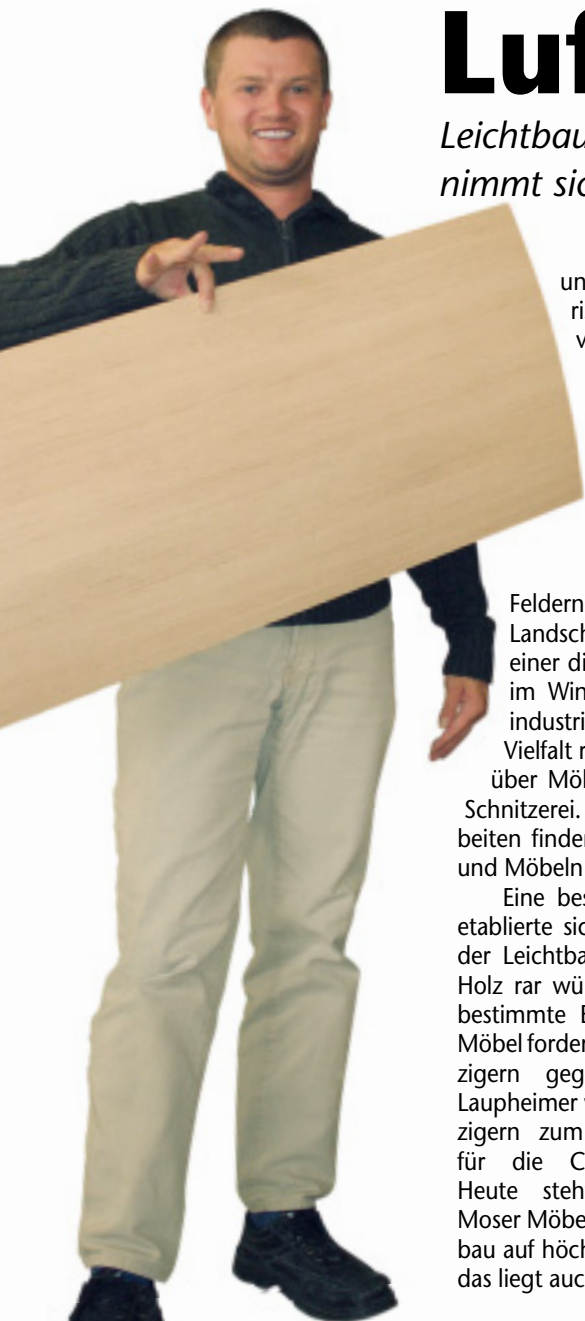 Luf
Leichtbau
nimmt sic
un
ri
v
Feldern
Landsch
einer di
im Win
industri
Vielfalt r
über Möb
Schnitzerei.
beiten finden
und Möbeln
Eine bes
etablierte sic
der Leichtba
Holz rar wü
bestimmte B
Möbel forder
zigern geg
Laupheimer
zigern zum
für die C
Heute steh
Moser Möbe
bau auf höch
das liegt auc